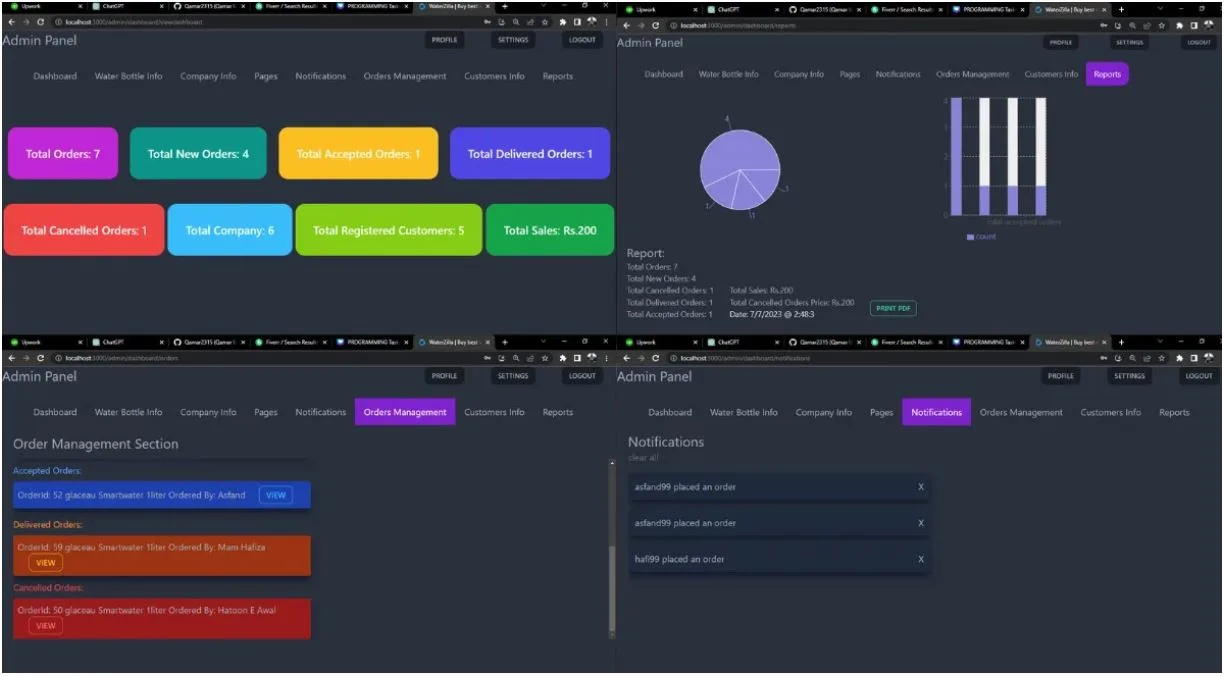 Upwork ChatGPT Qamar2315 (Qamar Fiverr / Search Results PROGRAMMING WaterZilla | Buy best
localhost:3000/admin/dashboard/viewdashboard
Admin Panel PROFILE SETTINGS LOGOUT
Dashboard Water Bottle Info Company Info Pages Notifications Orders Management Customers Info Reports
Total Orders: 7 Total New Orders: 4 Total Accepted Orders: 1 Total Delivered Orders: 1
Total Cancelled Orders: 1 Total Company: 6 Total Registered Customers: 5 Total Sales: Rs.200
Upwork ChatGPT Qamar2315 (Qamar Fiverr / Search Results PROGRAMMING WaterZilla | Buy best
localhost:3000/admin/dashboard/reports
Admin Panel PROFILE SETTINGS LOGOUT
Dashboard Water Bottle Info Company Info Pages Notifications Orders Management Customers Info Reports
4
1
1
1
4
3
2
1
0
total accepted orders
count
Report:
Total Orders: 7
Total New Orders: 4
Total Cancelled Orders: 1 Total Sales: Rs.200
Total Delivered Orders: 1 Total Cancelled Orders Price: Rs.200
Total Accepted Orders: 1 Date: 7/7/2023 @ 2:48:3
PRINT PDF
Upwork ChatGPT Qamar2315 (Qamar Fiverr / Search Results PROGRAMMING WaterZilla | Buy best
localhost:3000/admin/dashboard/orders
Admin Panel PROFILE SETTINGS LOGOUT
Dashboard Water Bottle Info Company Info Pages Notifications Orders Management Customers Info Reports
Order Management Section
Accepted Orders:
OrderId: 52 glaceau Smartwater 1liter Ordered By: Asfand VIEW
Delivered Orders:
OrderId: 59 glaceau Smartwater 1liter Ordered By: Mam Hafiza
VIEW
Cancelled Orders:
OrderId: 50 glaceau Smartwater 1liter Ordered By: Hatoon E Awal
VIEW
Upwork ChatGPT Qamar2315 (Qamar Fiverr / Search Results PROGRAMMING WaterZilla | Buy best
localhost:3000/admin/dashboard/notifications
Admin Panel PROFILE SETTINGS LOGOUT
Dashboard Water Bottle Info Company Info Pages Notifications Orders Management Customers Info Reports
Notifications
clear all
asfand99 placed an order X
asfand99 placed an order X
hafi99 placed an order X